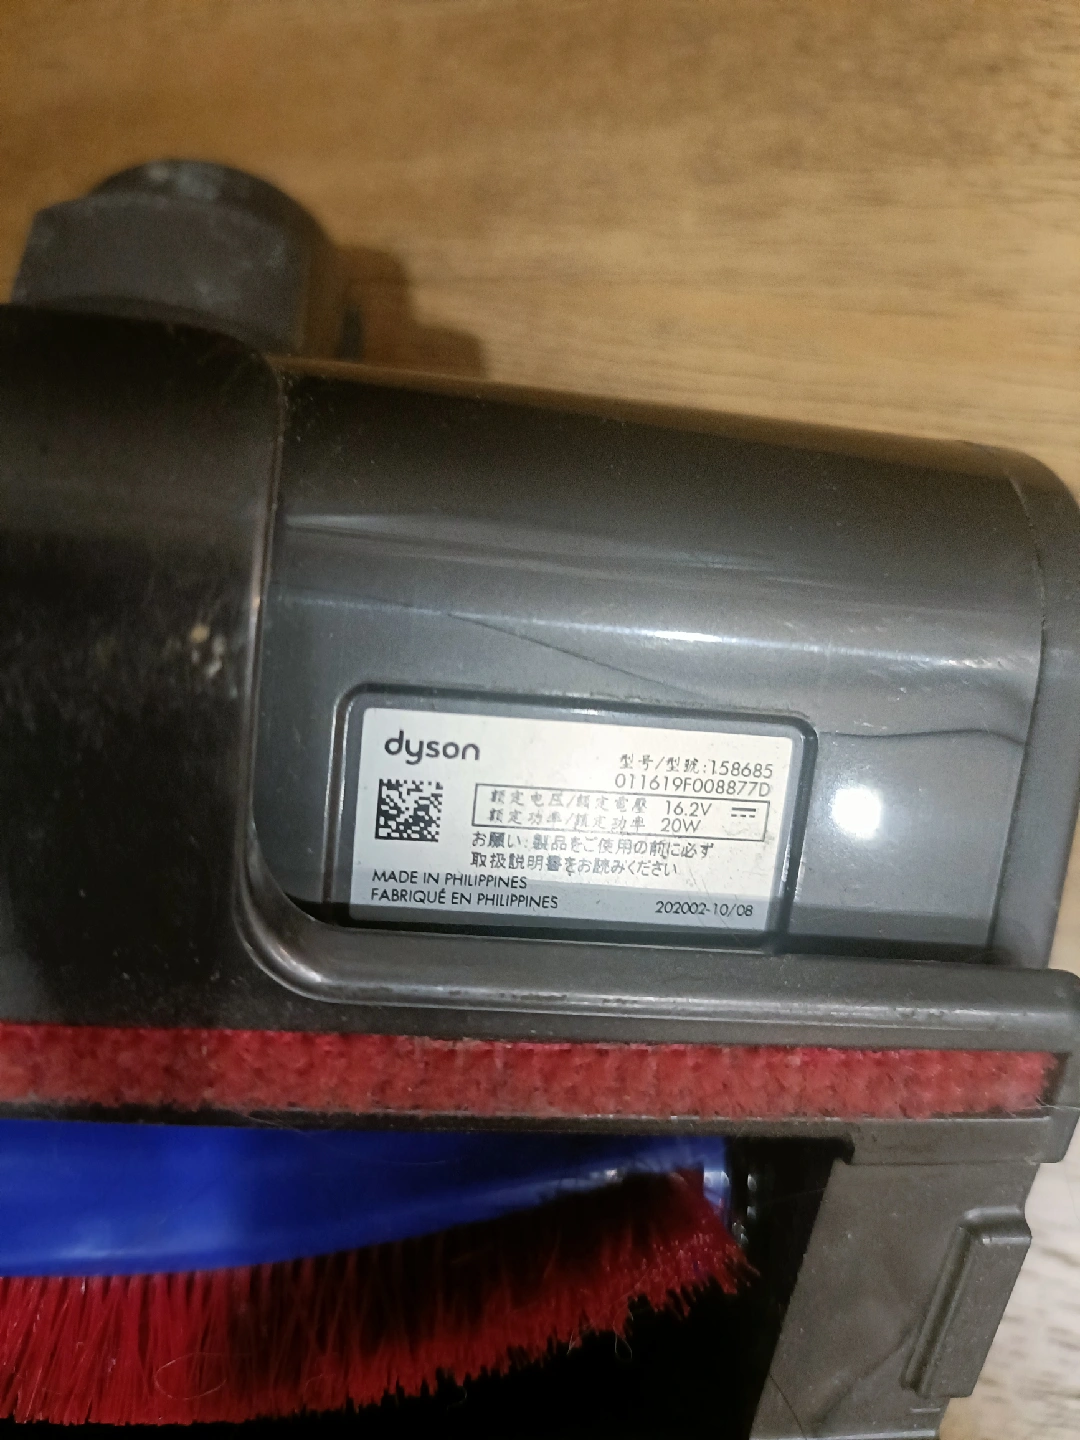 dyson
型号/型號:158685
011619F008877D
额定电压/額定電壓 16.2V
额定功率/額定功率 20W
お願い:製品をご使用の前に必ず
取扱説明書をお読みください
MADE IN PHILIPPINES
FABRIQUÉ EN PHILIPPINES
202002-10/08